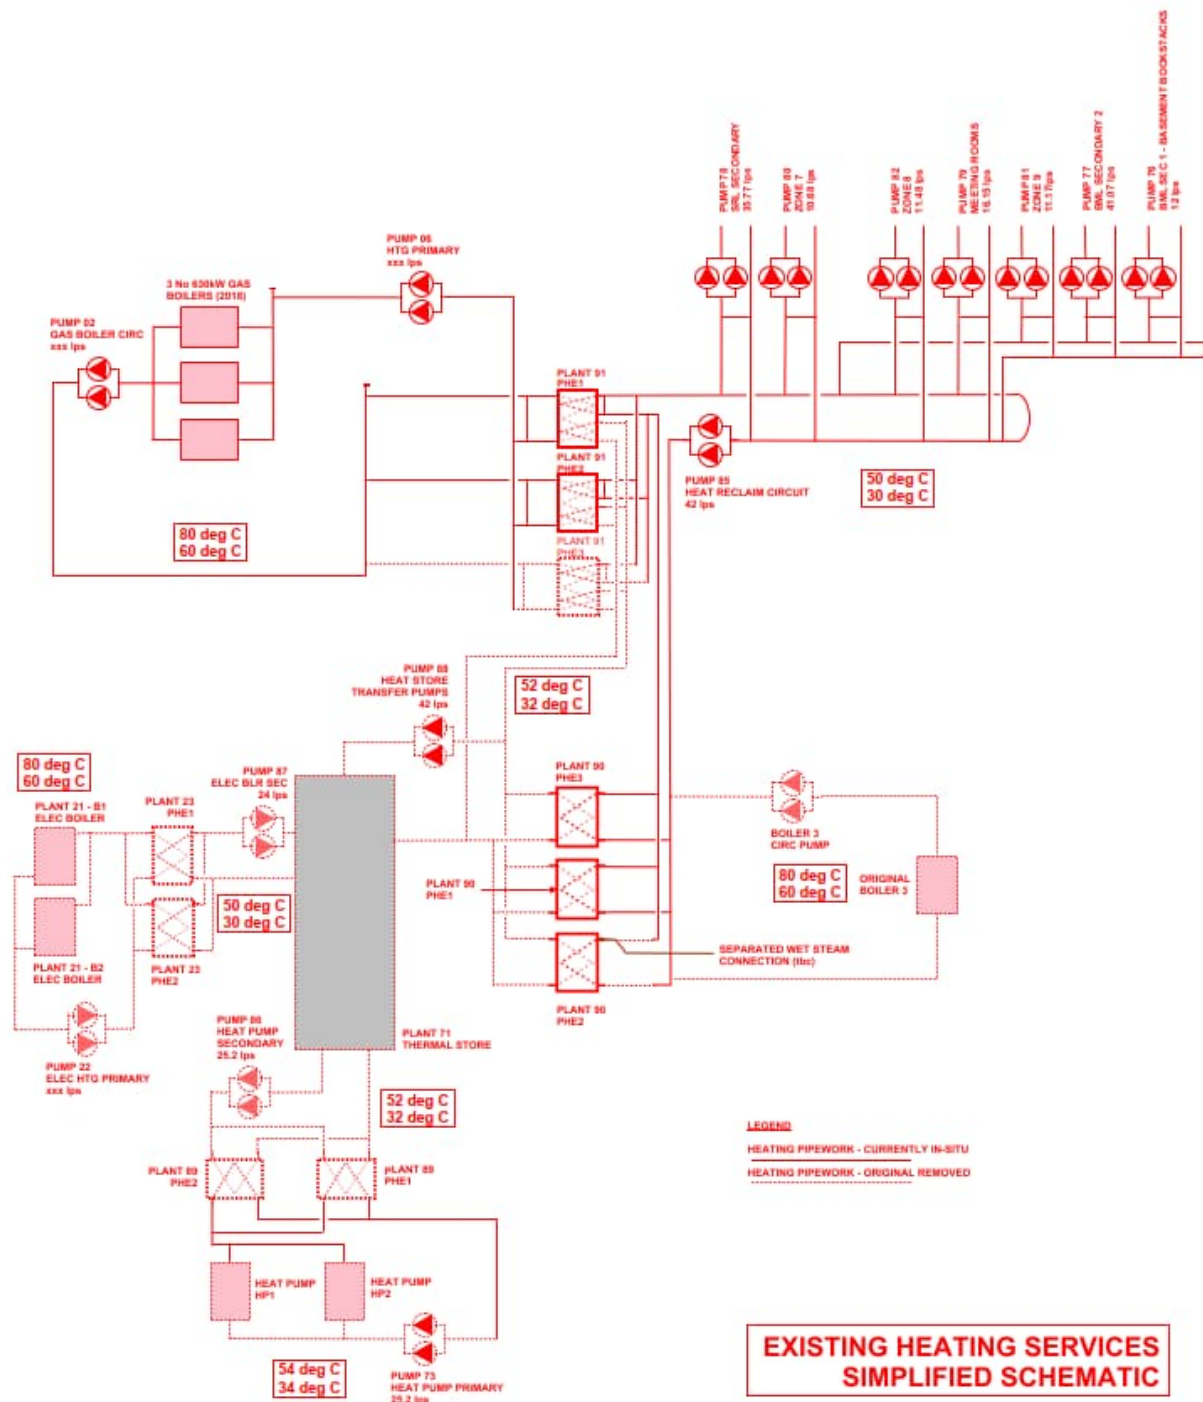 PUMP 78
SRL SECONDARY
35.77 lps
PUMP 80
ZONE 7
10.68 lps
PUMP 82
ZONE 8
11.48 lps
PUMP 79
MEETING ROOMS
16.15 lps
PUMP 81
ZONE 9
11.17lps
PUMP 77
BML SECONDARY 2
41.07 lps
PUMP 76
BML SEC 1 - BASEMENT BOOKSTACKS
12 lps
PUMP 06
HTG PRIMARY
xxx lps
3 No 630kW GAS
BOILERS (2018)
PUMP 02
GAS BOILER CIRC
xxx lps
PLANT 91
PHE1
PLANT 91
PHE2
PLANT 91
PHE3
PUMP 85
HEAT RECLAIM CIRCUIT
42 lps
50 deg C
30 deg C
80 deg C
60 deg C
PUMP 88
HEAT STORE
TRANSFER PUMPS
42 lps
52 deg C
32 deg C
80 deg C
60 deg C
PUMP 87
ELEC BLR SEC
24 lps
PLANT 21 - B1
ELEC BOILER
PLANT 23
PHE1
PLANT 90
PHE3
BOILER 3
CIRC PUMP
80 deg C
60 deg C
ORIGINAL
BOILER 3
PLANT 90
PHE1
50 deg C
30 deg C
PLANT 21 - B2
ELEC BOILER
PLANT 23
PHE2
SEPARATED WET STEAM
CONNECTION (tbc)
PLANT 90
PHE2
PUMP 86
HEAT PUMP
SECONDARY
25.2 lps
PLANT 71
THERMAL STORE
PUMP 22
ELEC HTG PRIMARY
xxx lps
52 deg C
32 deg C
LEGEND
HEATING PIPEWORK - CURRENTLY IN-SITU
HEATING PIPEWORK - ORIGINAL REMOVED
PLANT 89
PHE2
PLANT 89
PHE1
HEAT PUMP
HP1
HEAT PUMP
HP2
54 deg C
34 deg C
PUMP 73
HEAT PUMP PRIMARY
25.2 lps
EXISTING HEATING SERVICES
SIMPLIFIED SCHEMATIC